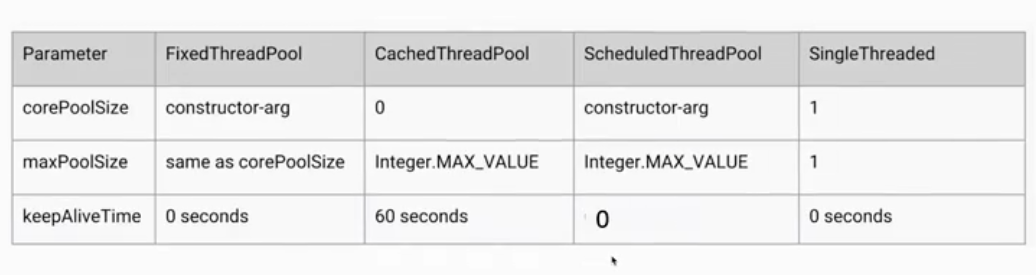 Parameter FixedThreadPool CachedThreadPool ScheduledThreadPool SingleThreaded
corePoolSize constructor-arg 0 constructor-arg 1
maxPoolSize same as corePoolSize Integer.MAX_VALUE Integer.MAX_VALUE 1
keepAliveTime 0 seconds 60 seconds 0 0 seconds